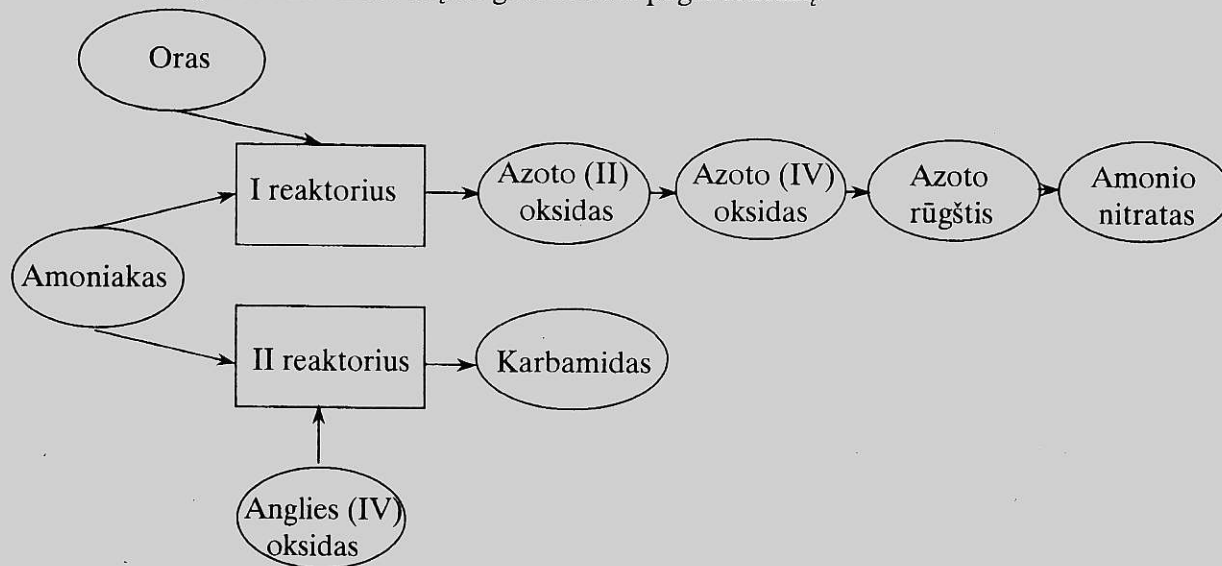 Oras
I reaktorius
Azoto (II)
oksidas
Azoto (IV)
oksidas
Azoto
rūgštis
Amonio
nitratas
Amoniakas
II reaktorius
Karbamidas
Anglies (IV)
oksidas